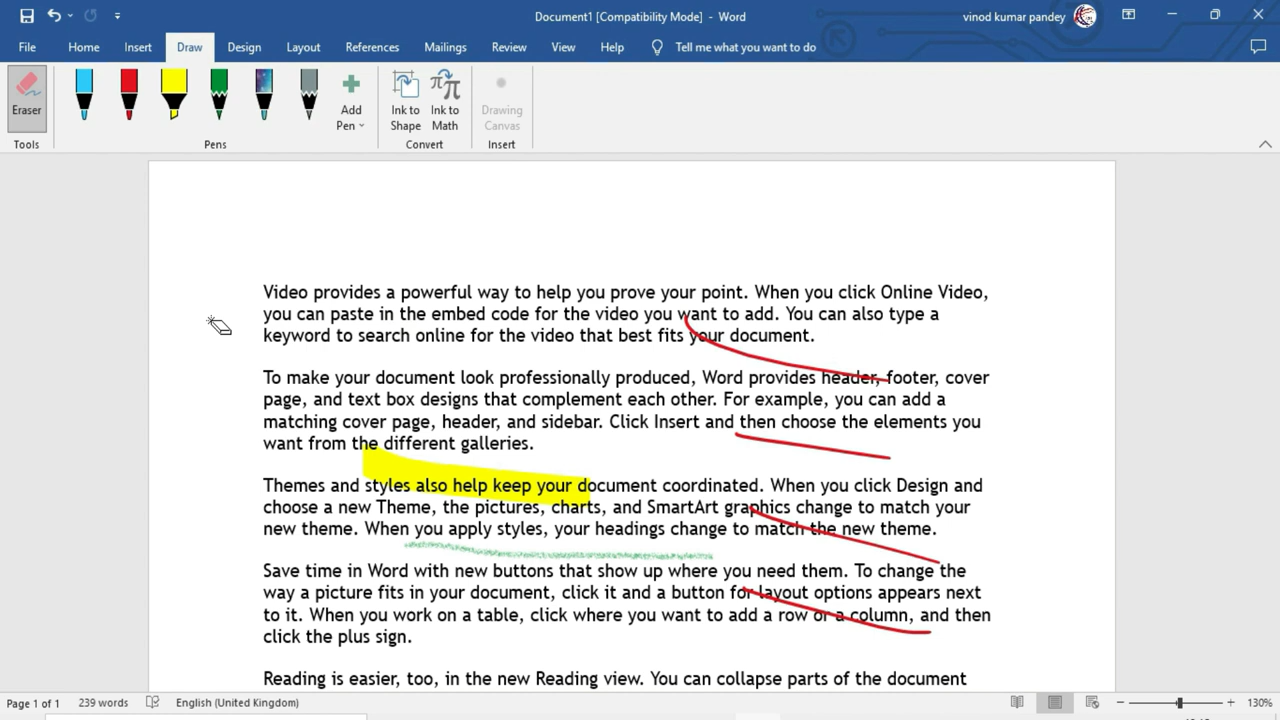 Document1 [Compatibility Mode] - Word
vinod kumar pandey
File Home Insert Draw Design Layout References Mailings Review View Help Tell me what you want to do
Eraser
Add Pen
Ink to Shape
Ink to Math
Drawing Canvas
Tools Pens Convert Insert
Video provides a powerful way to help you prove your point. When you click Online Video,
you can paste in the embed code for the video you want to add. You can also type a
keyword to search online for the video that best fits your document.
To make your document look professionally produced, Word provides header, footer, cover
page, and text box designs that complement each other. For example, you can add a
matching cover page, header, and sidebar. Click Insert and then choose the elements you
want from the different galleries.
Themes and styles also help keep your document coordinated. When you click Design and
choose a new Theme, the pictures, charts, and SmartArt graphics change to match your
new theme. When you apply styles, your headings change to match the new theme.
Save time in Word with new buttons that show up where you need them. To change the
way a picture fits in your document, click it and a button for layout options appears next
to it. When you work on a table, click where you want to add a row or a column, and then
click the plus sign.
Reading is easier, too, in the new Reading view. You can collapse parts of the document
Page 1 of 1 239 words English (United Kingdom) 130%